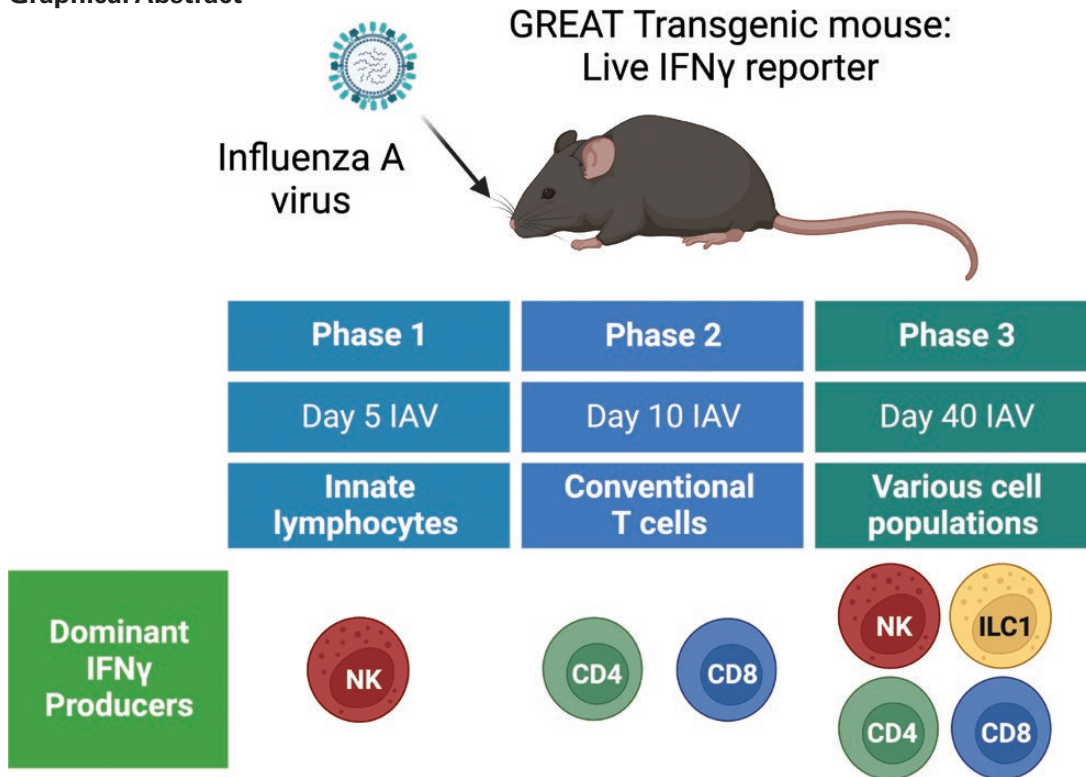 Graphical Abstract
GREAT Transgenic mouse:
Live IFNγ reporter
Influenza A
virus
Phase 1
Phase 2
Phase 3
Day 5 IAV
Day 10 IAV
Day 40 IAV
Innate
lymphocytes
Conventional
T cells
Various cell
populations
Dominant
IFNγ
Producers
NK
CD4
CD8
NK
ILC1
CD4
CD8